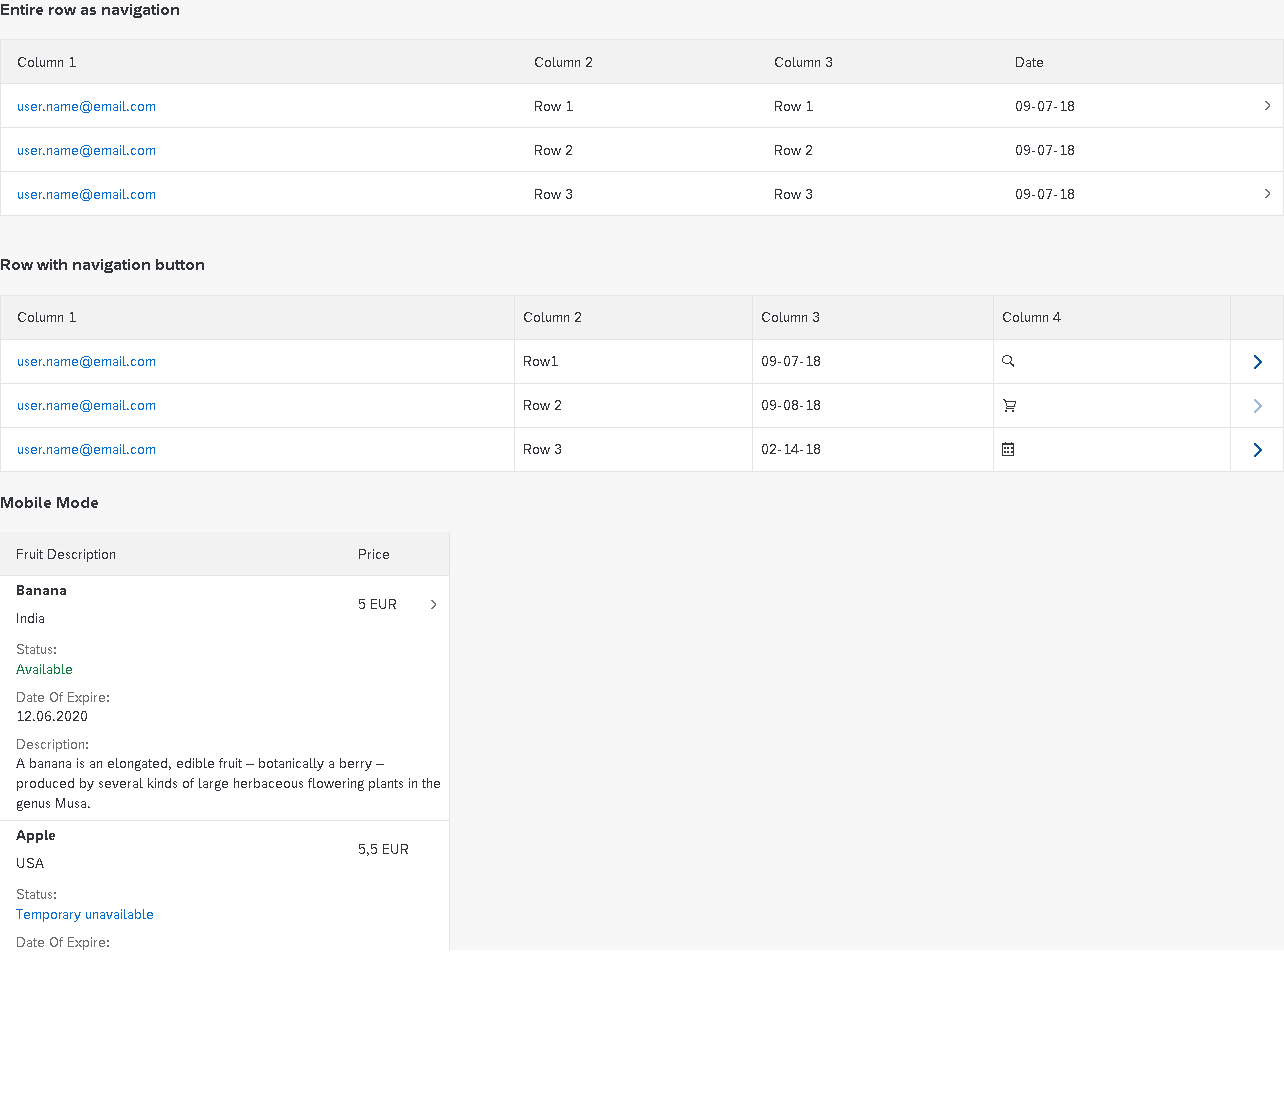 Entire row as navigation
Column 1 Column 2 Column 3 Date
user.name@email.com Row 1 Row 1 09-07-18
user.name@email.com Row 2 Row 2 09-07-18
user.name@email.com Row 3 Row 3 09-07-18
Row with navigation button
Column 1 Column 2 Column 3 Column 4
user.name@email.com Row1 09-07-18
user.name@email.com Row 2 09-08-18
user.name@email.com Row 3 02-14-18
Mobile Mode
Fruit Description Price
Banana
5 EUR
India
Status:
Available
Date Of Expire:
12.06.2020
Description:
A banana is an elongated, edible fruit – botanically a berry –
produced by several kinds of large herbaceous flowering plants in the
genus Musa.
Apple
5,5 EUR
USA
Status:
Temporary unavailable
Date Of Expire: